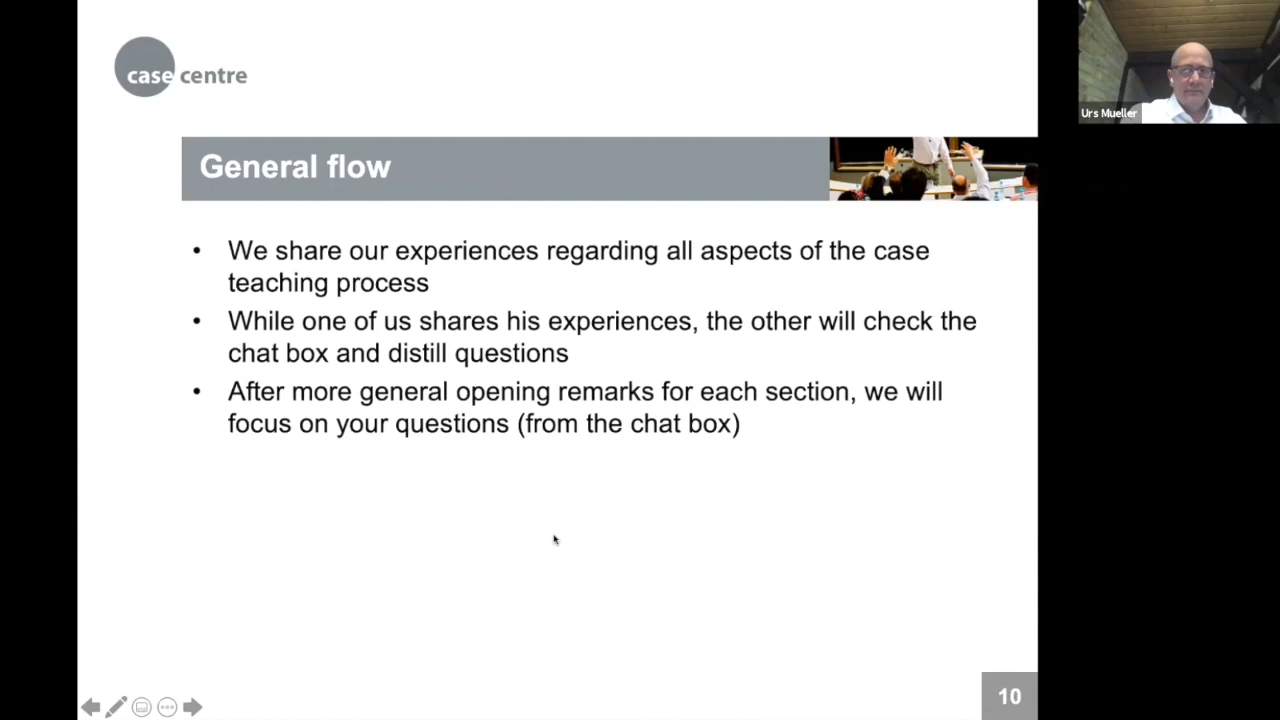 case centre
Urs Mueller
General flow
• We share our experiences regarding all aspects of the case
teaching process
• While one of us shares his experiences, the other will check the
chat box and distill questions
• After more general opening remarks for each section, we will
focus on your questions (from the chat box)
10